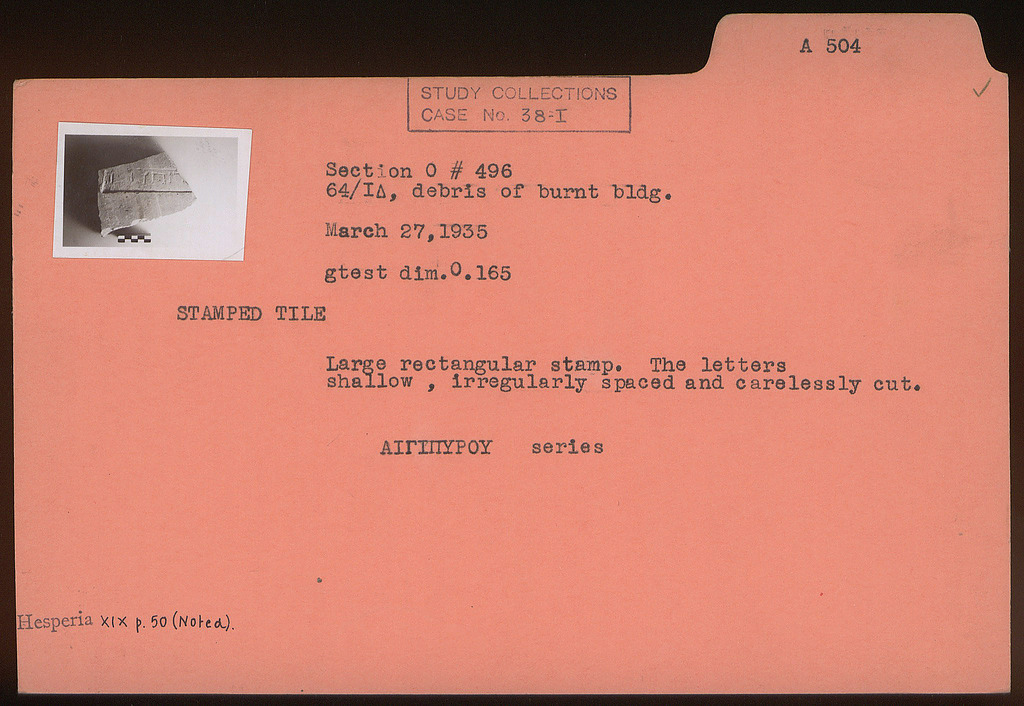 A 504
STUDY COLLECTIONS
CASE No. 38-I
Section O # 496
64/ΙΔ, debris of burnt bldg.
March 27,1935
gtest dim.0.165
STAMPED TILE
Large rectangular stamp. The letters
shallow , irregularly spaced and carelessly cut.
ΑΙΓΙΠΥΡΟΥ series
Hesperia XIX p. 50 (Noted).